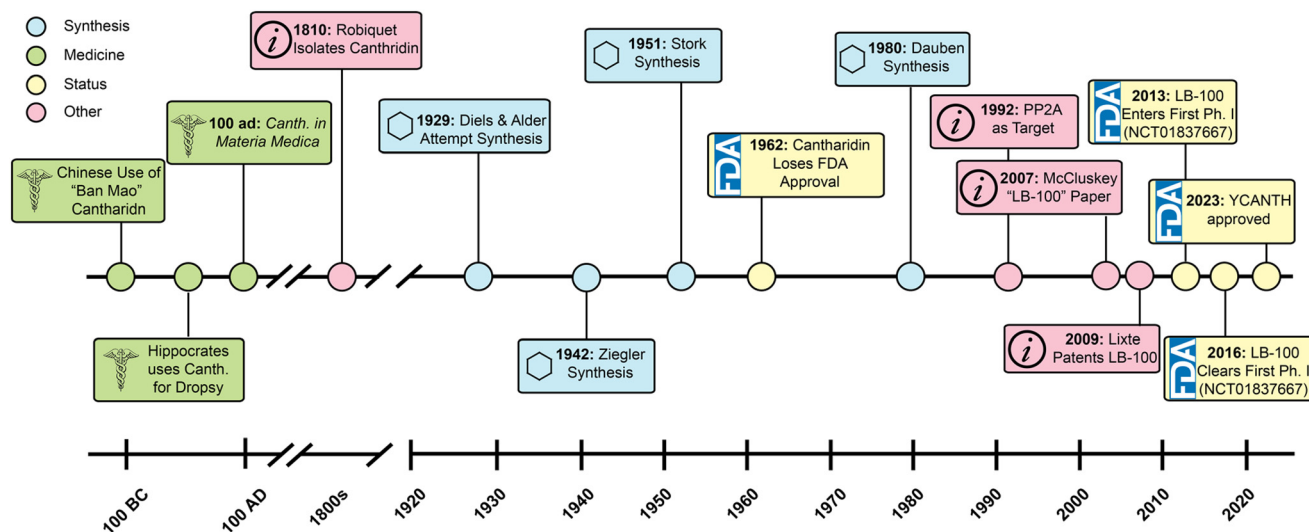 Synthesis
Medicine
Status
Other
Chinese Use of
“Ban Mao”
Cantharidn
100 ad: Canth. in
Materia Medica
1810: Robiquet
Isolates Canthridin
1929: Diels & Alder
Attempt Synthesis
1951: Stork
Synthesis
FDA
1962: Cantharidin
Loses FDA
Approval
1980: Dauben
Synthesis
1992: PP2A
as Target
2007: McCluskey
“LB-100” Paper
FDA
2013: LB-100
Enters First Ph. I
(NCT01837667)
FDA
2023: YCANTH
approved
Hippocrates
uses Canth.
for Dropsy
1942: Ziegler
Synthesis
2009: Lixte
Patents LB-100
FDA
2016: LB-100
Clears First Ph. I
(NCT01837667)
100 BC
100 AD
1800s
1920
1930
1940
1950
1960
1970
1980
1990
2000
2010
2020